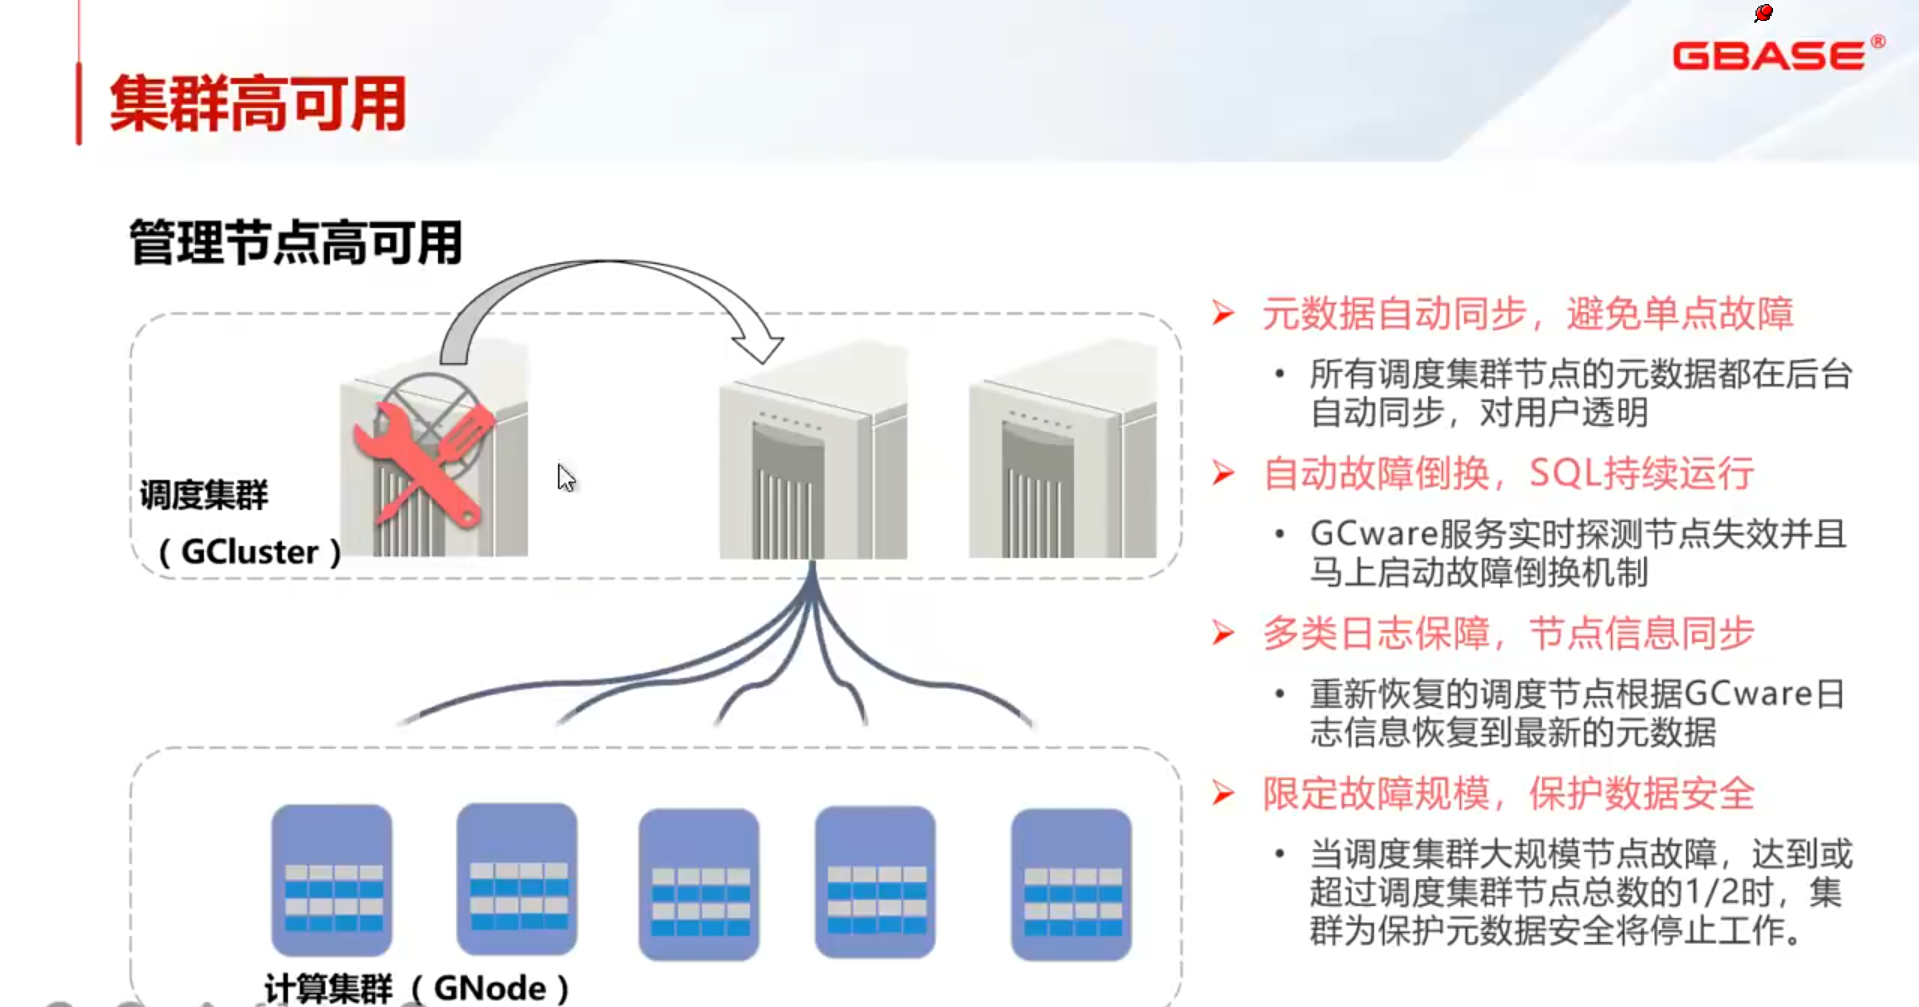 GBASE®
集群高可用
管理节点高可用
调度集群
（ GCluster ）
计算集群（ GNode ）
元数据自动同步，避免单点故障
• 所有调度集群节点的元数据都在后台
自动同步，对用户透明
自动故障倒换，SQL持续运行
• GCware服务实时探测节点失效并且
马上启动故障倒换机制
多类日志保障，节点信息同步
• 重新恢复的调度节点根据GCware日
志信息恢复到最新的元数据
限定故障规模，保护数据安全
• 当调度集群大规模节点故障，达到或
超过调度集群节点总数的1/2时，集
群为保护元数据安全将停止工作。